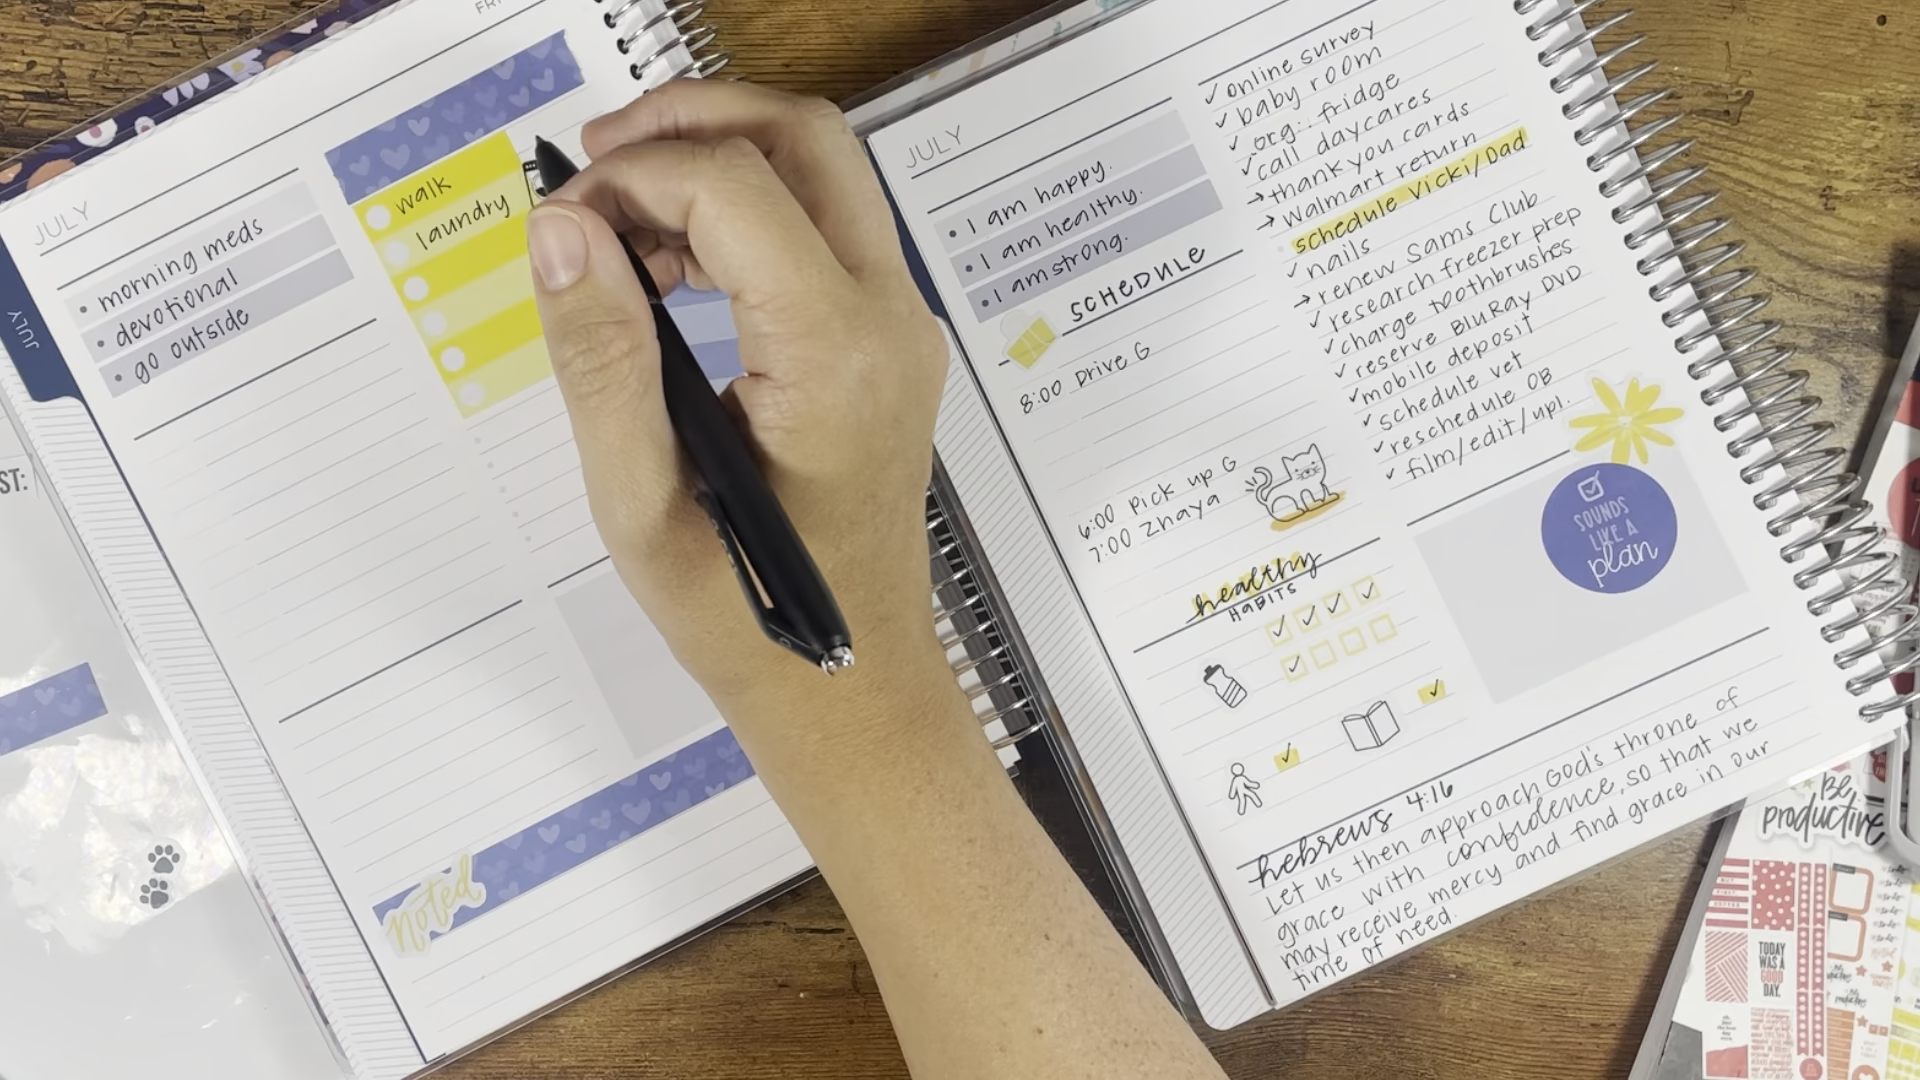 JULY
JULY
morning meds
devotional
go outside
walk
laundry
noted
ST:
JULY
I am happy.
I am healthy.
I am strong.
SCHEDULE
8:00 Drive G
6:00 Pick up G
7:00 Znaya
healthy
HABITS
online survey
baby room
org. fridge
call daycares
thank you cards
Walmart return
schedule Vicki/Dad
nails
renew Sams Club
research freezer prep
charge toothbrushes
reserve BluRay DVD
mobile deposit
schedule vet
reschedule OB
film/edit/upl.
SOUNDS
LIKE A
plan
hebrews 4:16
Let us then approach God's throne of
grace with confidence, so that we
may receive mercy and find grace in our
time of need.
Be
productive
TODAY
WAS A
GOOD
DAY.